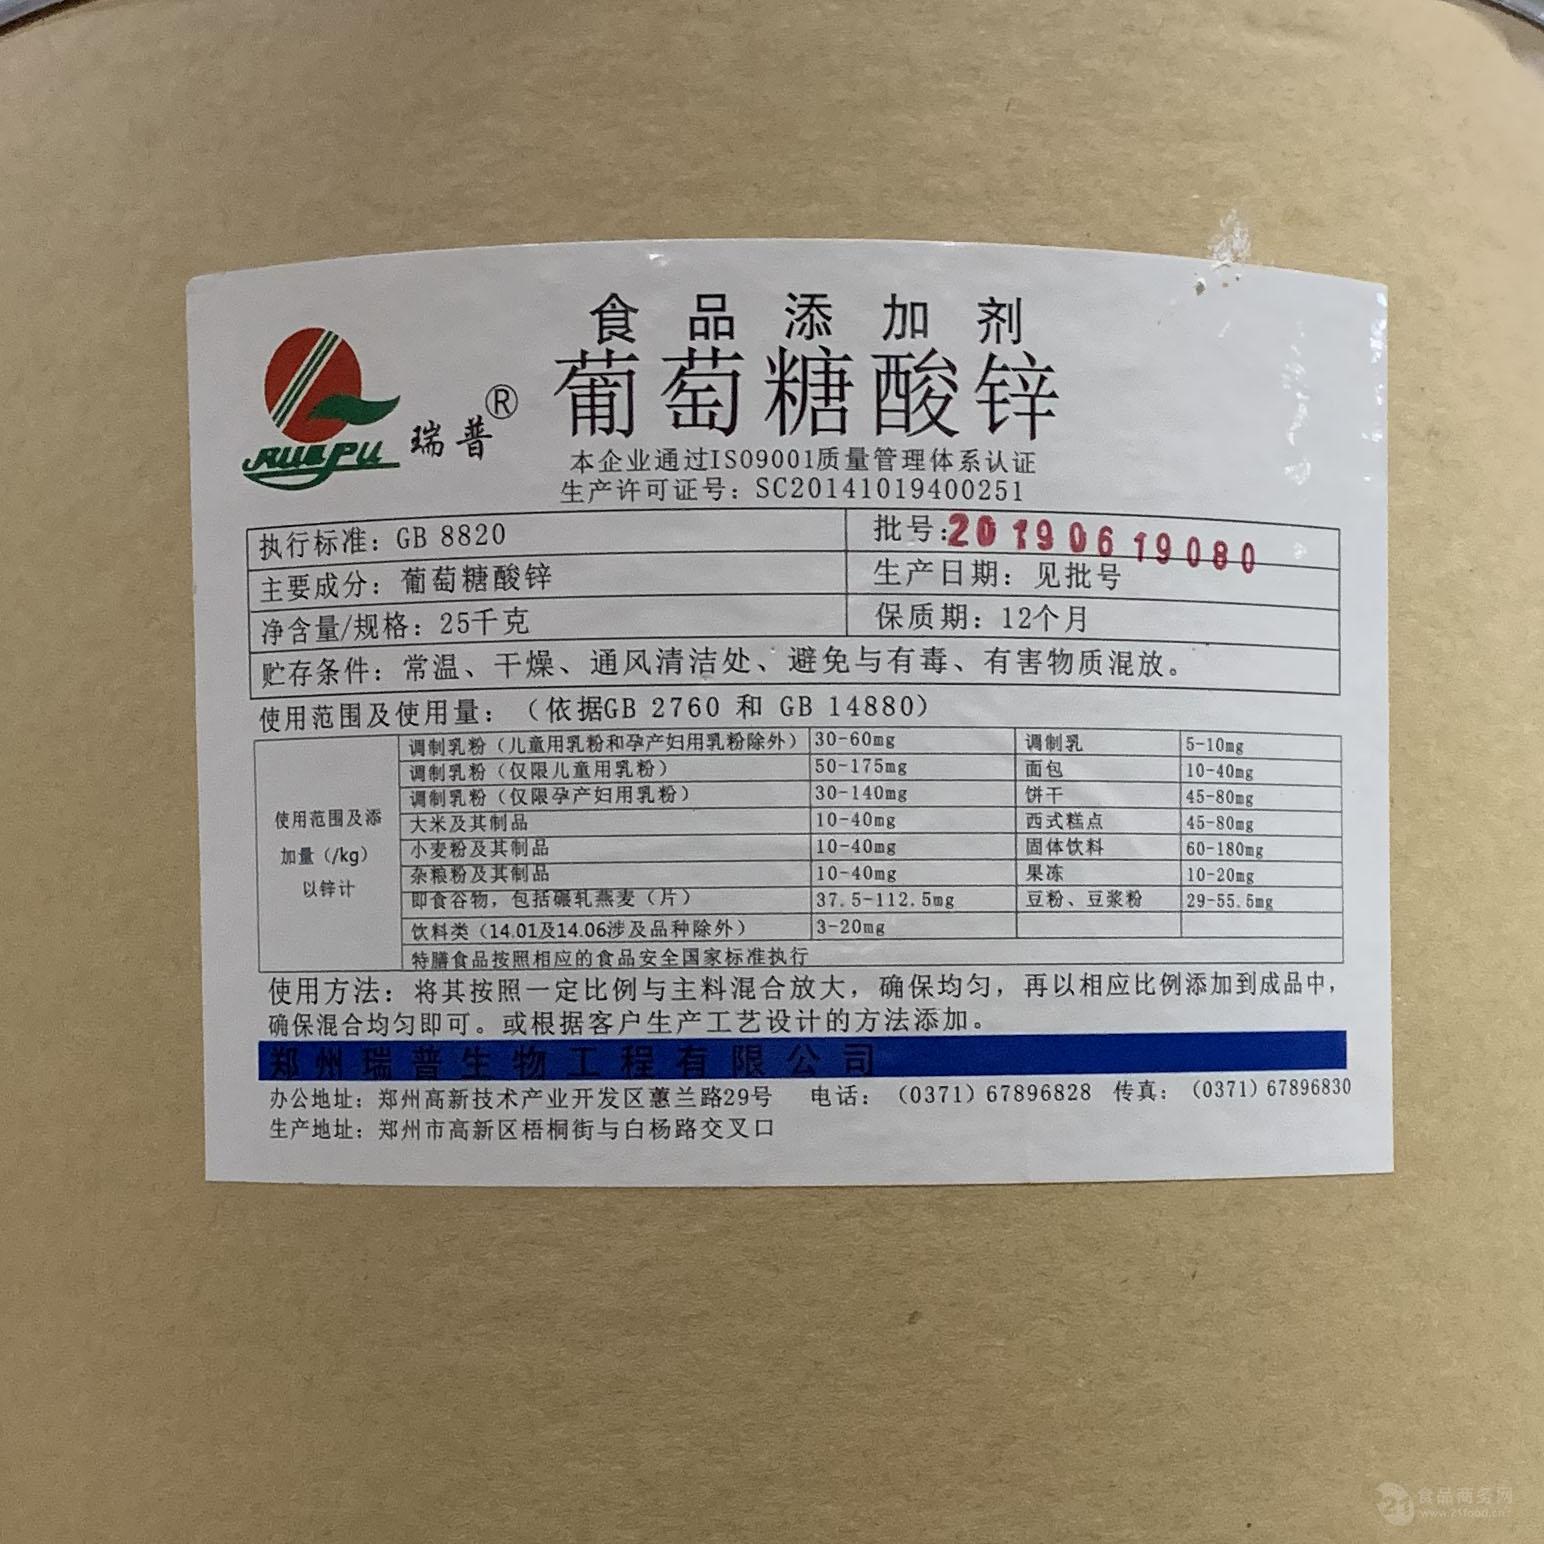 食品添加剂
葡萄糖酸锌
RUIPU 瑞普®
本企业通过ISO9001质量管理体系认证
生产许可证号：SC20141019400251
执行标准：GB 8820 批号：20190619080
主要成分：葡萄糖酸锌 生产日期：见批号
净含量/规格：25千克 保质期：12个月
贮存条件：常温、干燥、通风清洁处、避免与有毒、有害物质混放。
使用范围及使用量：（依据GB 2760 和 GB 14880）
使用范围及添
加量（/kg）
以锌计
调制乳粉（儿童用乳粉和孕产妇用乳粉除外） 30-60mg 调制乳 5-10mg
调制乳粉（仅限儿童用乳粉） 50-175mg 面包 10-40mg
调制乳粉（仅限孕产妇用乳粉） 30-140mg 饼干 45-80mg
大米及其制品 10-40mg 西式糕点 45-80mg
小麦粉及其制品 10-40mg 固体饮料 60-180mg
杂粮粉及其制品 10-40mg 果冻 10-20mg
即食谷物，包括碾轧燕麦（片） 37.5-112.5mg 豆粉、豆浆粉 29-55.5mg
饮料类（14.01及14.06涉及品种除外） 3-20mg
特膳食品按照相应的食品安全国家标准执行
使用方法：将其按照一定比例与主料混合放大，确保均匀，再以相应比例添加到成品中，
确保混合均匀即可。或根据客户生产工艺设计的方法添加。
郑州瑞普生物工程有限公司
办公地址：郑州高新技术产业开发区蕙兰路29号 电话：（0371）67896828 传真：（0371）67896830
生产地址：郑州市高新区梧桐街与白杨路交叉口
21 食品商务网
www.21food.cn